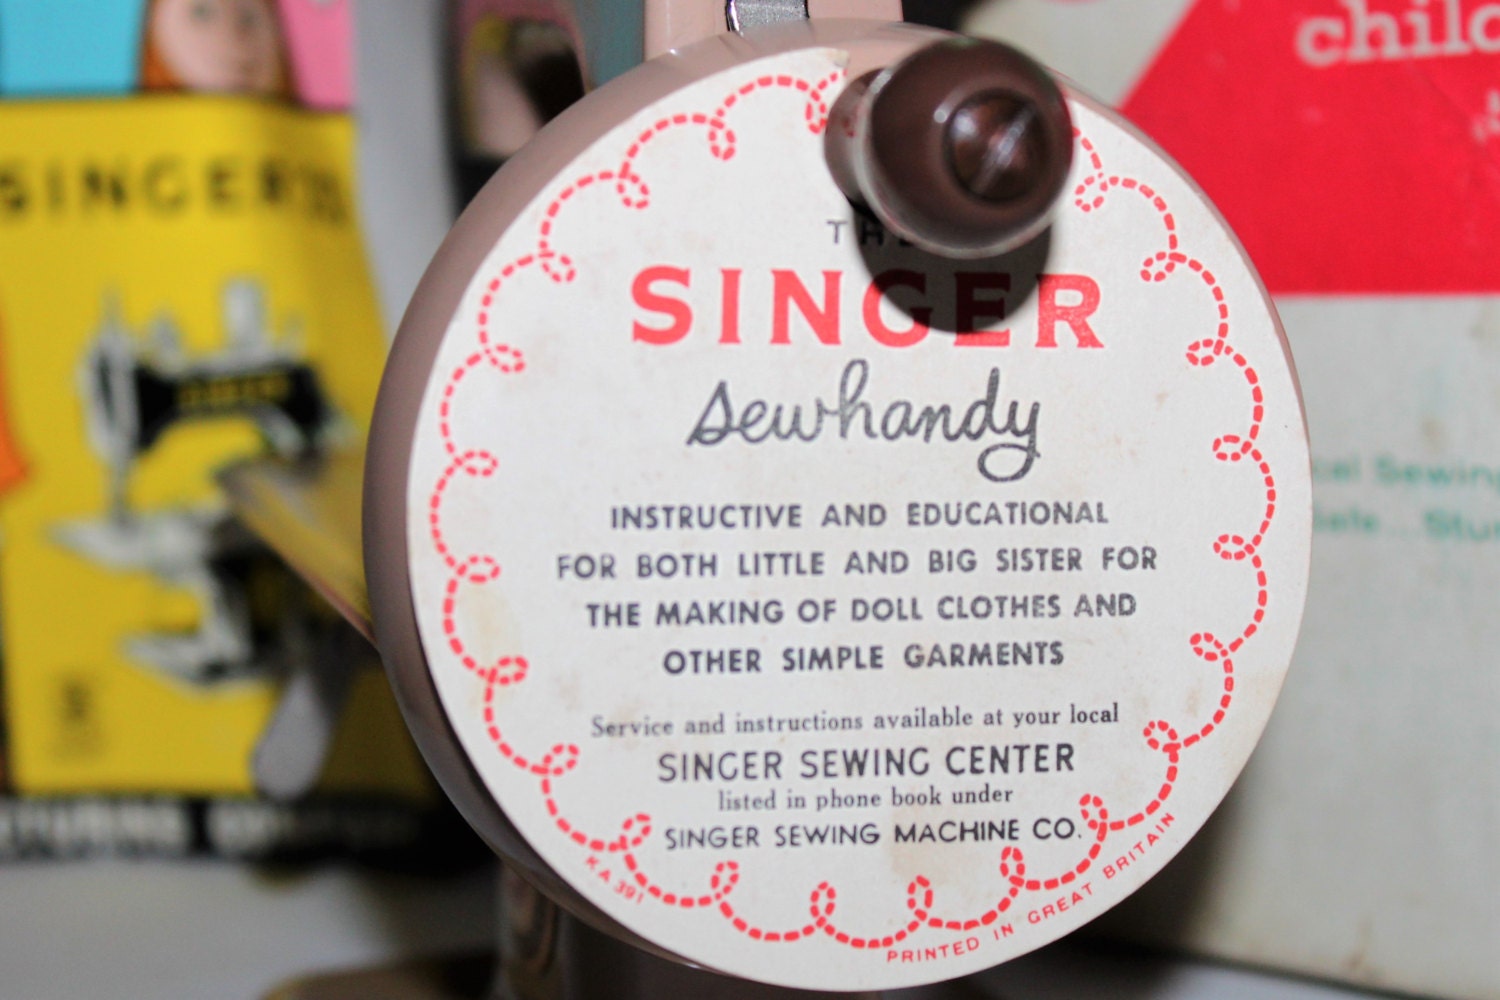 THE
SINGER
sewhandy
INSTRUCTIVE AND EDUCATIONAL
FOR BOTH LITTLE AND BIG SISTER FOR
THE MAKING OF DOLL CLOTHES AND
OTHER SIMPLE GARMENTS
Service and instructions available at your local
SINGER SEWING CENTER
listed in phone book under
SINGER SEWING MACHINE CO.
KA 391
PRINTED IN GREAT BRITAIN
SINGER
Sewing